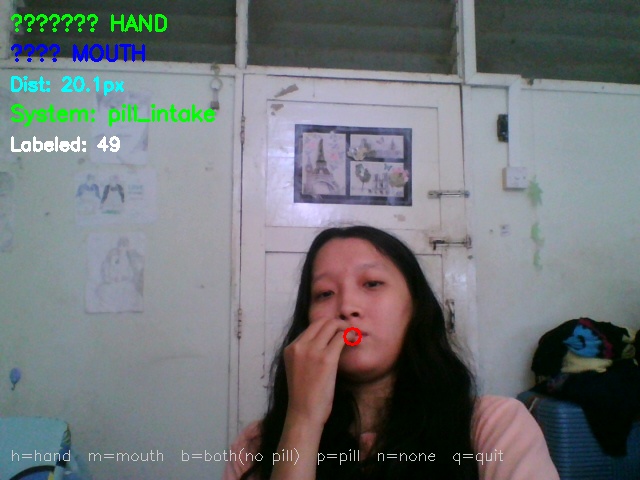 ??????? HAND
???? MOUTH
Dist: 20.1px
System: pill_intake
Labeled: 49
h=hand m=mouth b=both(no pill) p=pill n=none q=quit